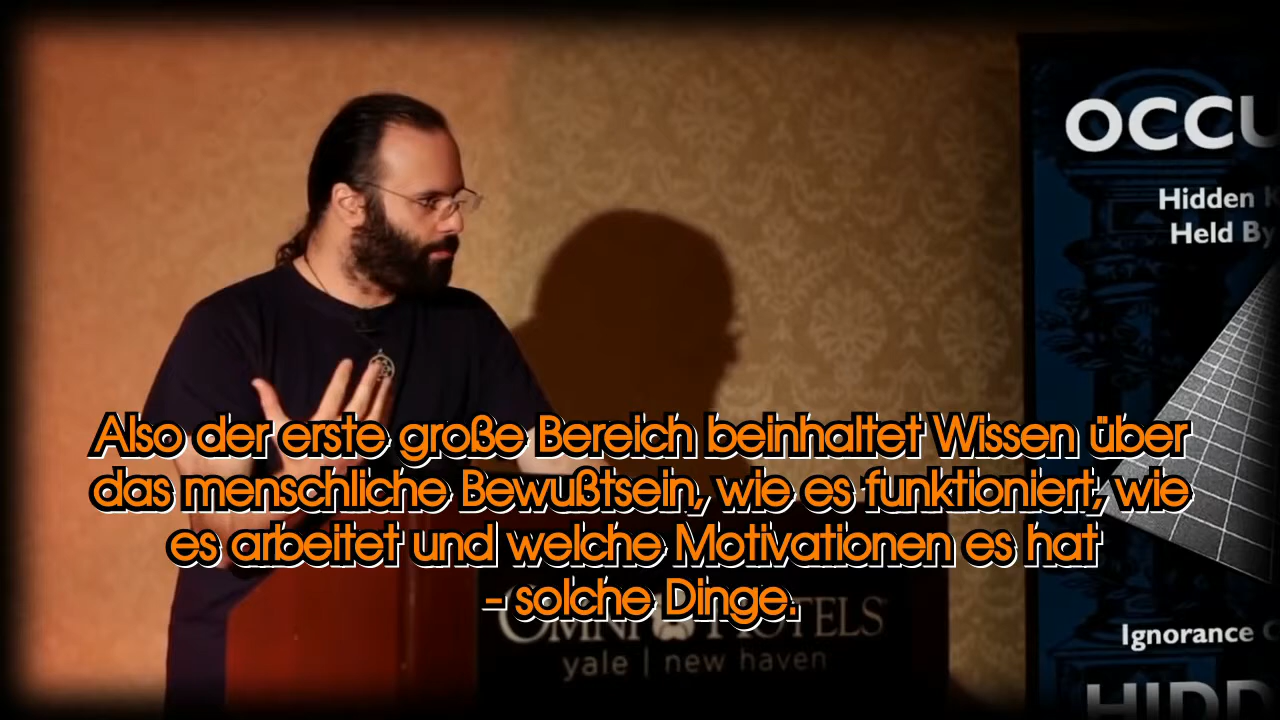 OCCU
Hidden
Held By
Also der erste große Bereich beinhaltet Wissen über
das menschliche Bewußtsein, wie es funktioniert, wie
es arbeitet und welche Motivationen es hat
- solche Dinge.
OMNI HOTELS
yale | new haven
Ignorance
HIDD